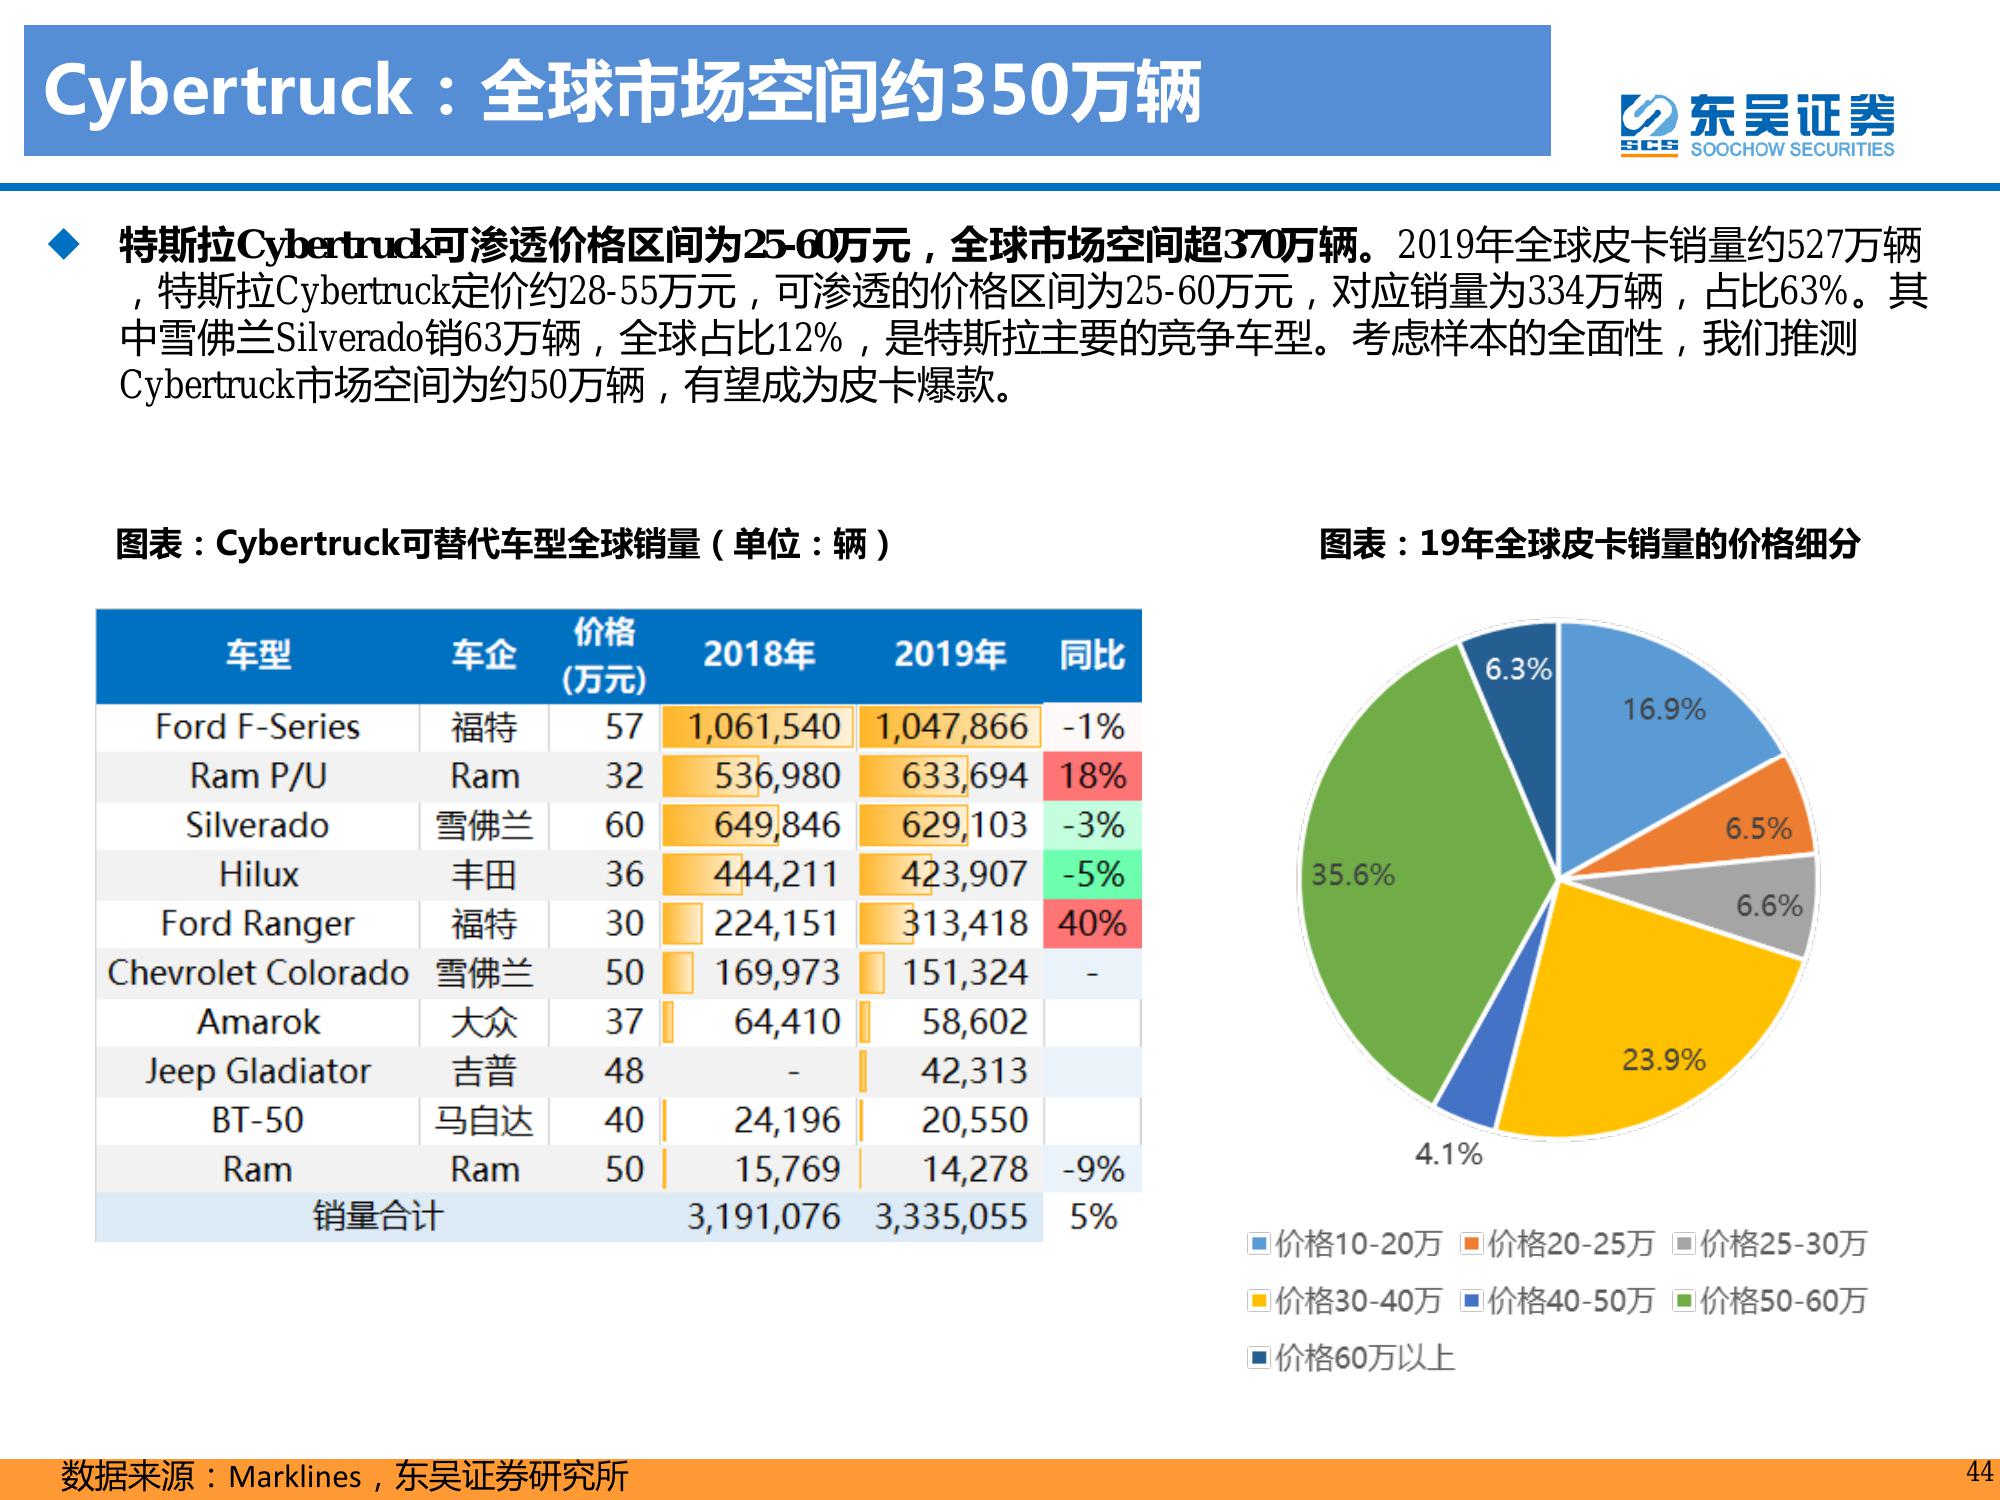 Cybertruck：全球市场空间约350万辆
SCS
东吴证券
SOOCHOW SECURITIES
特斯拉Cybertruck可渗透价格区间为25-60万元，全球市场空间超370万辆。2019年全球皮卡销量约527万辆
，特斯拉Cybertruck定价约28-55万元，可渗透的价格区间为25-60万元，对应销量为334万辆，占比63%。其
中雪佛兰Silverado销63万辆，全球占比12%，是特斯拉主要的竞争车型。考虑样本的全面性，我们推测
Cybertruck市场空间为约50万辆，有望成为皮卡爆款。
图表：Cybertruck可替代车型全球销量（单位：辆）
车型 车企 价格(万元) 2018年 2019年 同比
Ford F-Series 福特 57 1,061,540 1,047,866 -1%
Ram P/U Ram 32 536,980 633,694 18%
Silverado 雪佛兰 60 649,846 629,103 -3%
Hilux 丰田 36 444,211 423,907 -5%
Ford Ranger 福特 30 224,151 313,418 40%
Chevrolet Colorado 雪佛兰 50 169,973 151,324 -
Amarok 大众 37 64,410 58,602
Jeep Gladiator 吉普 48 - 42,313
BT-50 马自达 40 24,196 20,550
Ram Ram 50 15,769 14,278 -9%
销量合计 3,191,076 3,335,055 5%
图表：19年全球皮卡销量的价格细分
6.3%
16.9%
6.5%
35.6%
6.6%
23.9%
4.1%
价格10-20万 价格20-25万 价格25-30万
价格30-40万 价格40-50万 价格50-60万
价格60万以上
数据来源：Marklines，东吴证券研究所
44